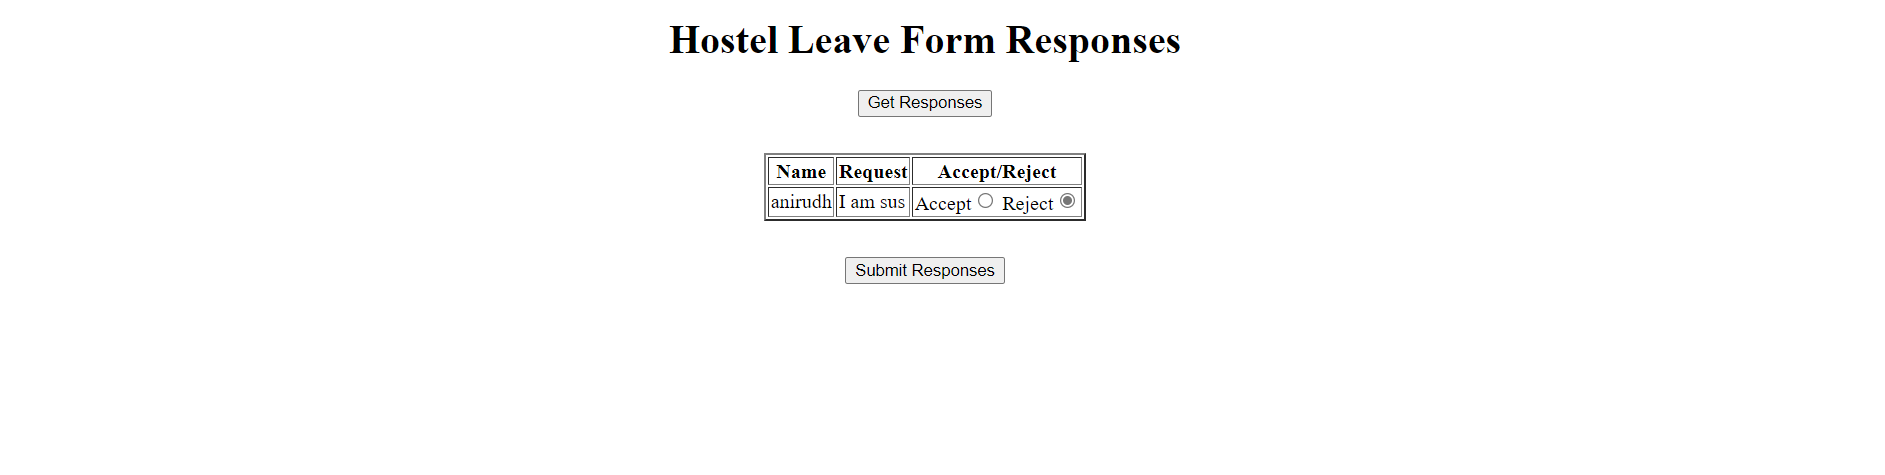 Hostel Leave Form Responses
Get Responses
Name Request Accept/Reject
anirudh I am sus Accept Reject
Submit Responses